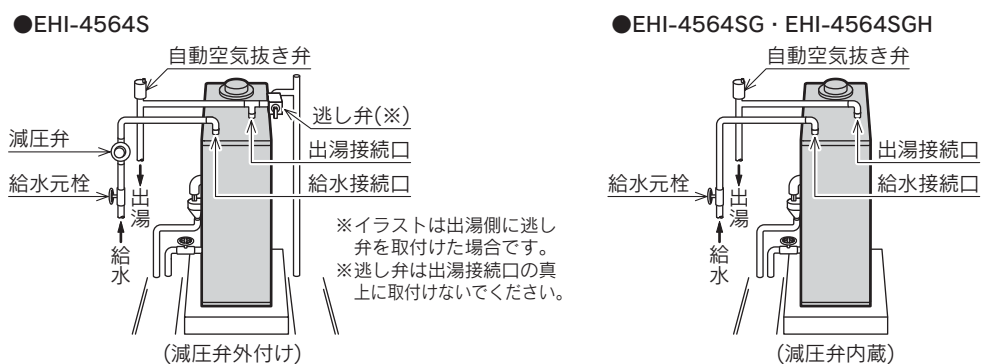 ●EHI-4564S
自動空気抜き弁
減圧弁
給水元栓
逃し弁(※)
出湯接続口
給水接続口
出湯
給水
※イラストは出湯側に逃し
弁を取付けた場合です。
※逃し弁は出湯接続口の真
上に取付けないでください。
(減圧弁外付け)
●EHI-4564SG・EHI-4564SGH
自動空気抜き弁
出湯接続口
給水元栓
給水接続口
出湯
給水
(減圧弁内蔵)